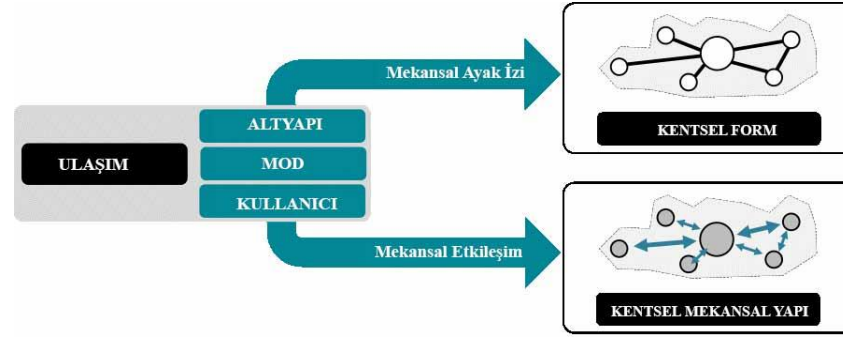 Mekansal Ayak İzi
KENTSEL FORM
ULAŞIM
ALTYAPI
MOD
KULLANICI
Mekansal Etkileşim
KENTSEL MEKANSAL YAPI